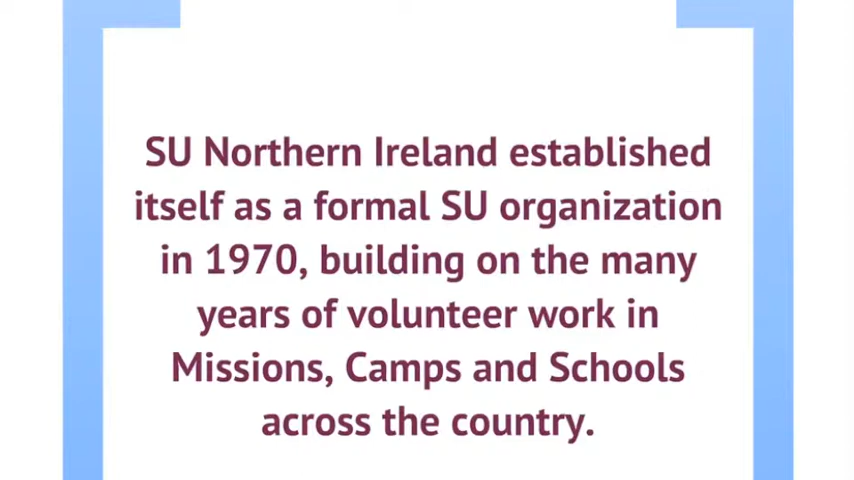 SU Northern Ireland established
itself as a formal SU organization
in 1970, building on the many
years of volunteer work in
Missions, Camps and Schools
across the country.